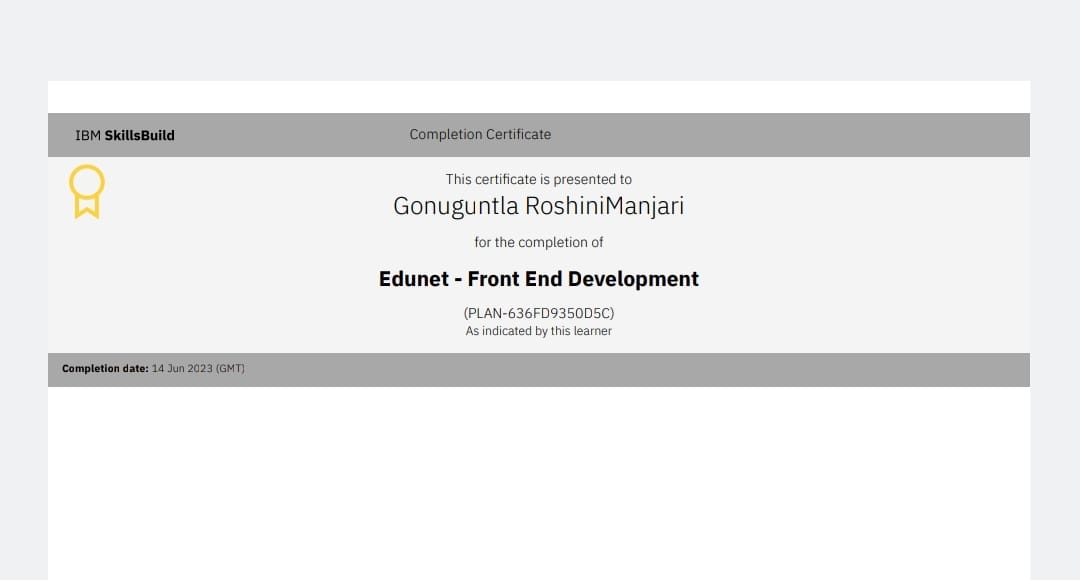 IBM SkillsBuild
Completion Certificate
This certificate is presented to
Gonuguntla RoshiniManjari
for the completion of
Edunet - Front End Development
(PLAN-636FD9350D5C)
As indicated by this learner
Completion date: 14 Jun 2023 (GMT)